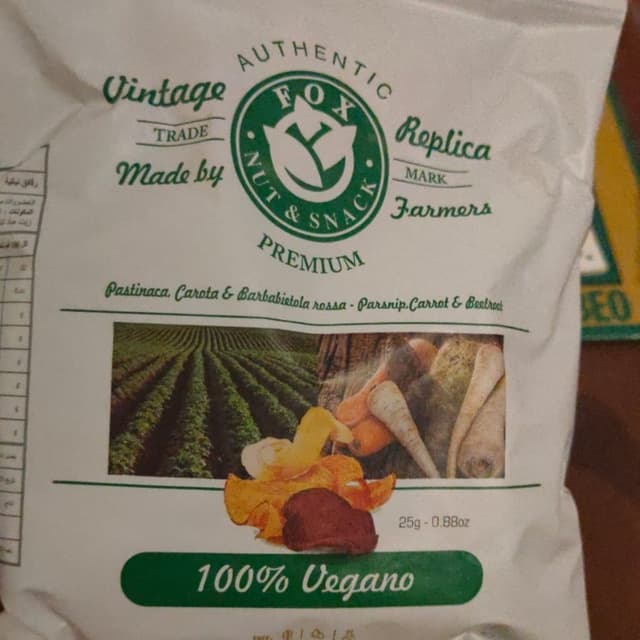 AUTHENTIC
Vintage
TRADE
Made by
FOX
NUT & SNACK
Replica
MARK
Farmers
PREMIUM
Pastinaca, Carota & Barbabietola rossa - Parsnip, Carrot & Beetroot
25g - 0.88oz
100% Vegano
BEO